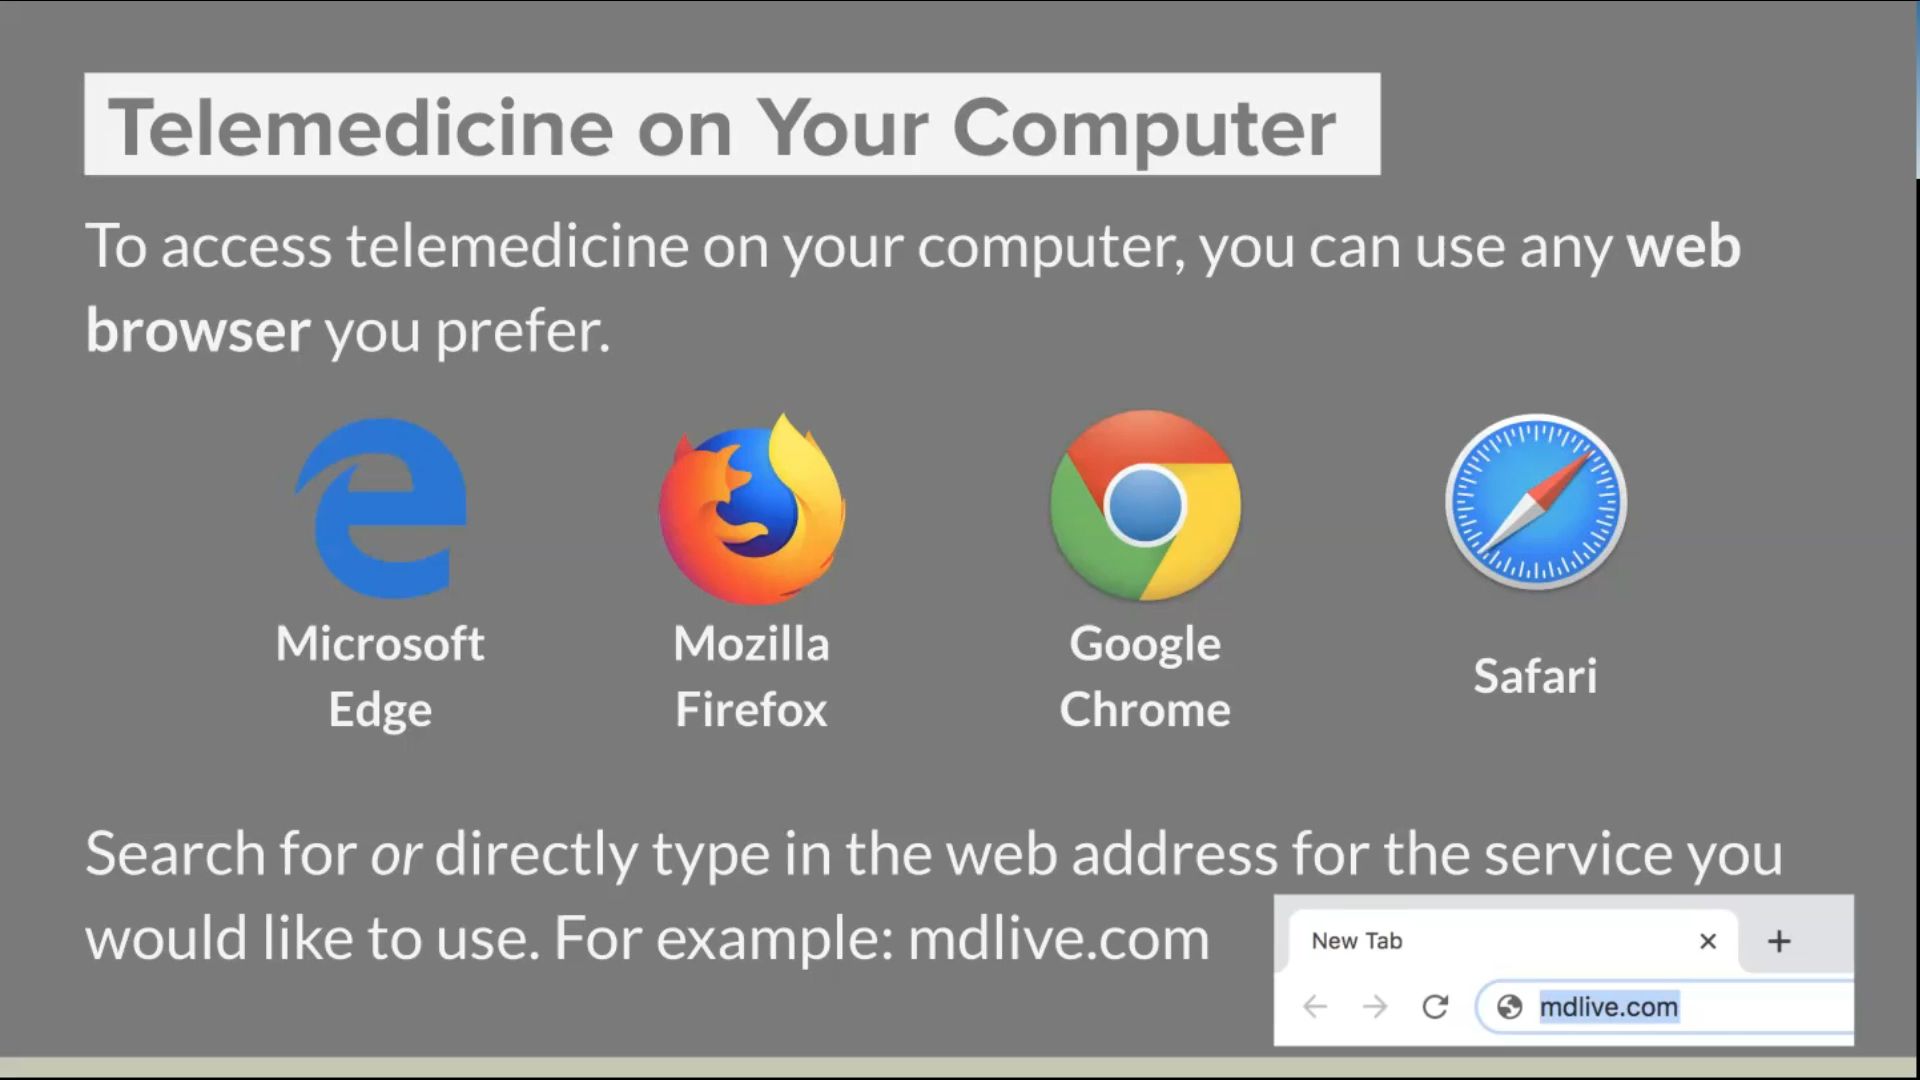 Telemedicine on Your Computer
To access telemedicine on your computer, you can use any web
browser you prefer.
Microsoft
Edge
Mozilla
Firefox
Google
Chrome
Safari
Search for or directly type in the web address for the service you
would like to use. For example: mdlive.com
New Tab
mdlive.com